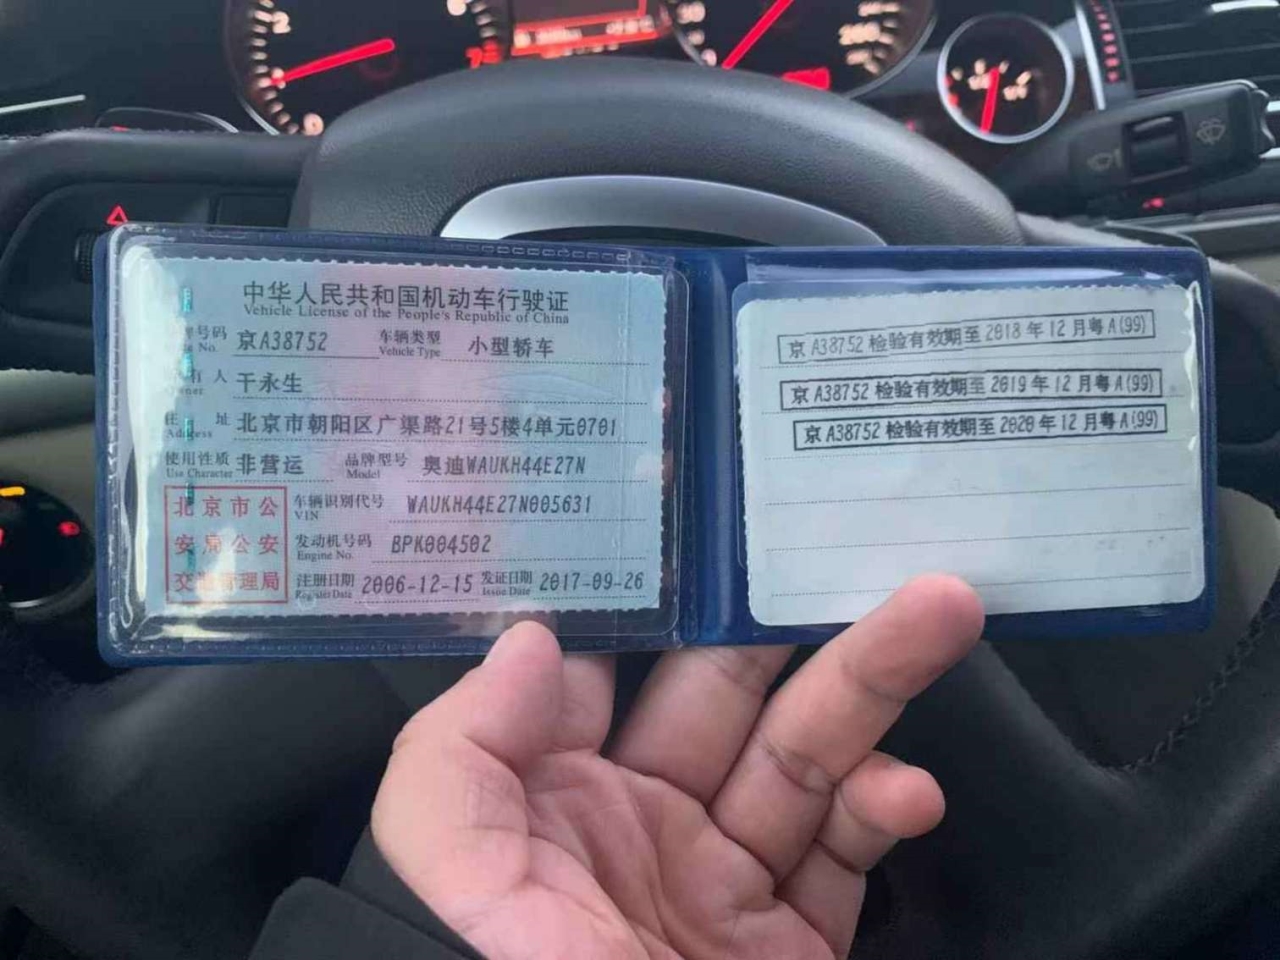 中华人民共和国机动车行驶证
Vehicle License of the People's Republic of China
号码 京A38752 车辆类型 小型轿车
No. Vehicle Type
有人 干永生
住 址 北京市朝阳区广渠路21号5楼4单元0701
Address
使用性质 非营运 品牌型号 奥迪WAUKH44E27N
Use Character Model
北京市公
安局公安
交通管理局
车辆识别代号 WAUKH44E27N005631
VIN
发动机号码 BPK004502
Engine No.
注册日期 2006-12-15 发证日期 2017-09-26
Register Date Issue Date
京A38752检验有效期至2018年12月粤A(99)
京A38752检验有效期至2019年12月粤A(99)
京A38752检验有效期至2020年12月粤A(99)